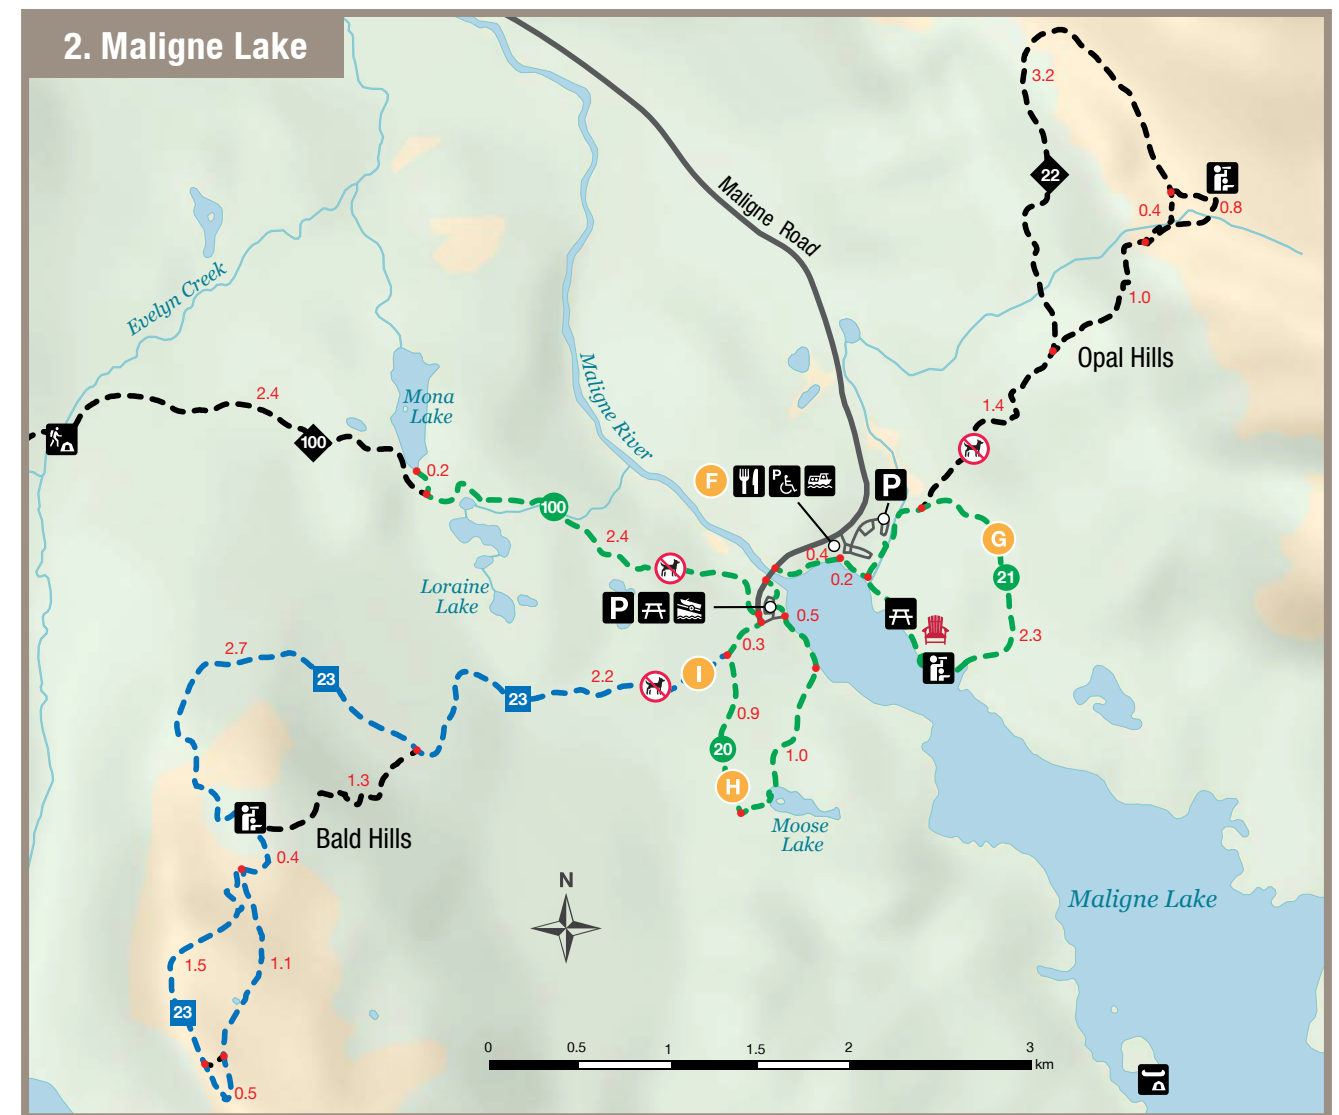 2. Maligne Lake
3.2
22
0.4
0.8
1.0
Opal Hills
1.4
Maligne Road
Evelyn Creek
Mona
Lake
Maligne River
2.4
100
0.2
100
2.4
Loraine
Lake
F
P
P
G
21
2.3
0.4
0.2
P
0.5
0.3
I
2.2
23
2.7
23
0.9
20
H
1.0
Moose
Lake
1.3
Bald Hills
0.4
1.5
1.1
23
0.5
N
Maligne Lake
0
0.5
1
1.5
2
3
km